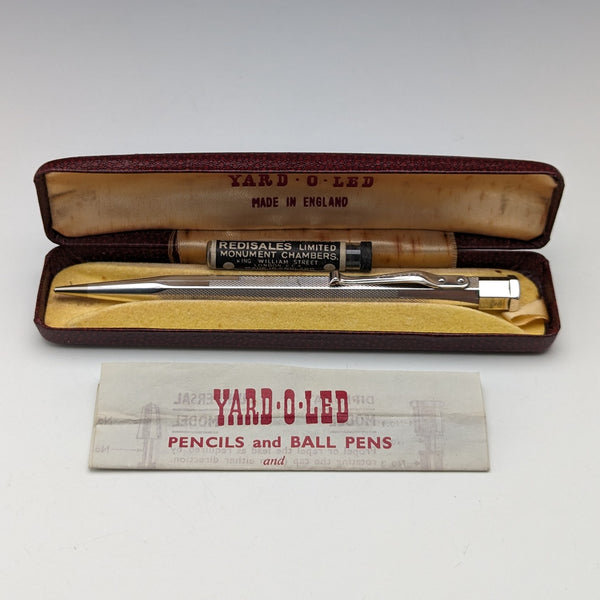 YARD·O·LED
MADE IN ENGLAND
REDISALES LIMITED
MONUMENT CHAMBERS,
KING WILLIAM STREET
YARD·O·LED
PENCILS and BALL PENS
and